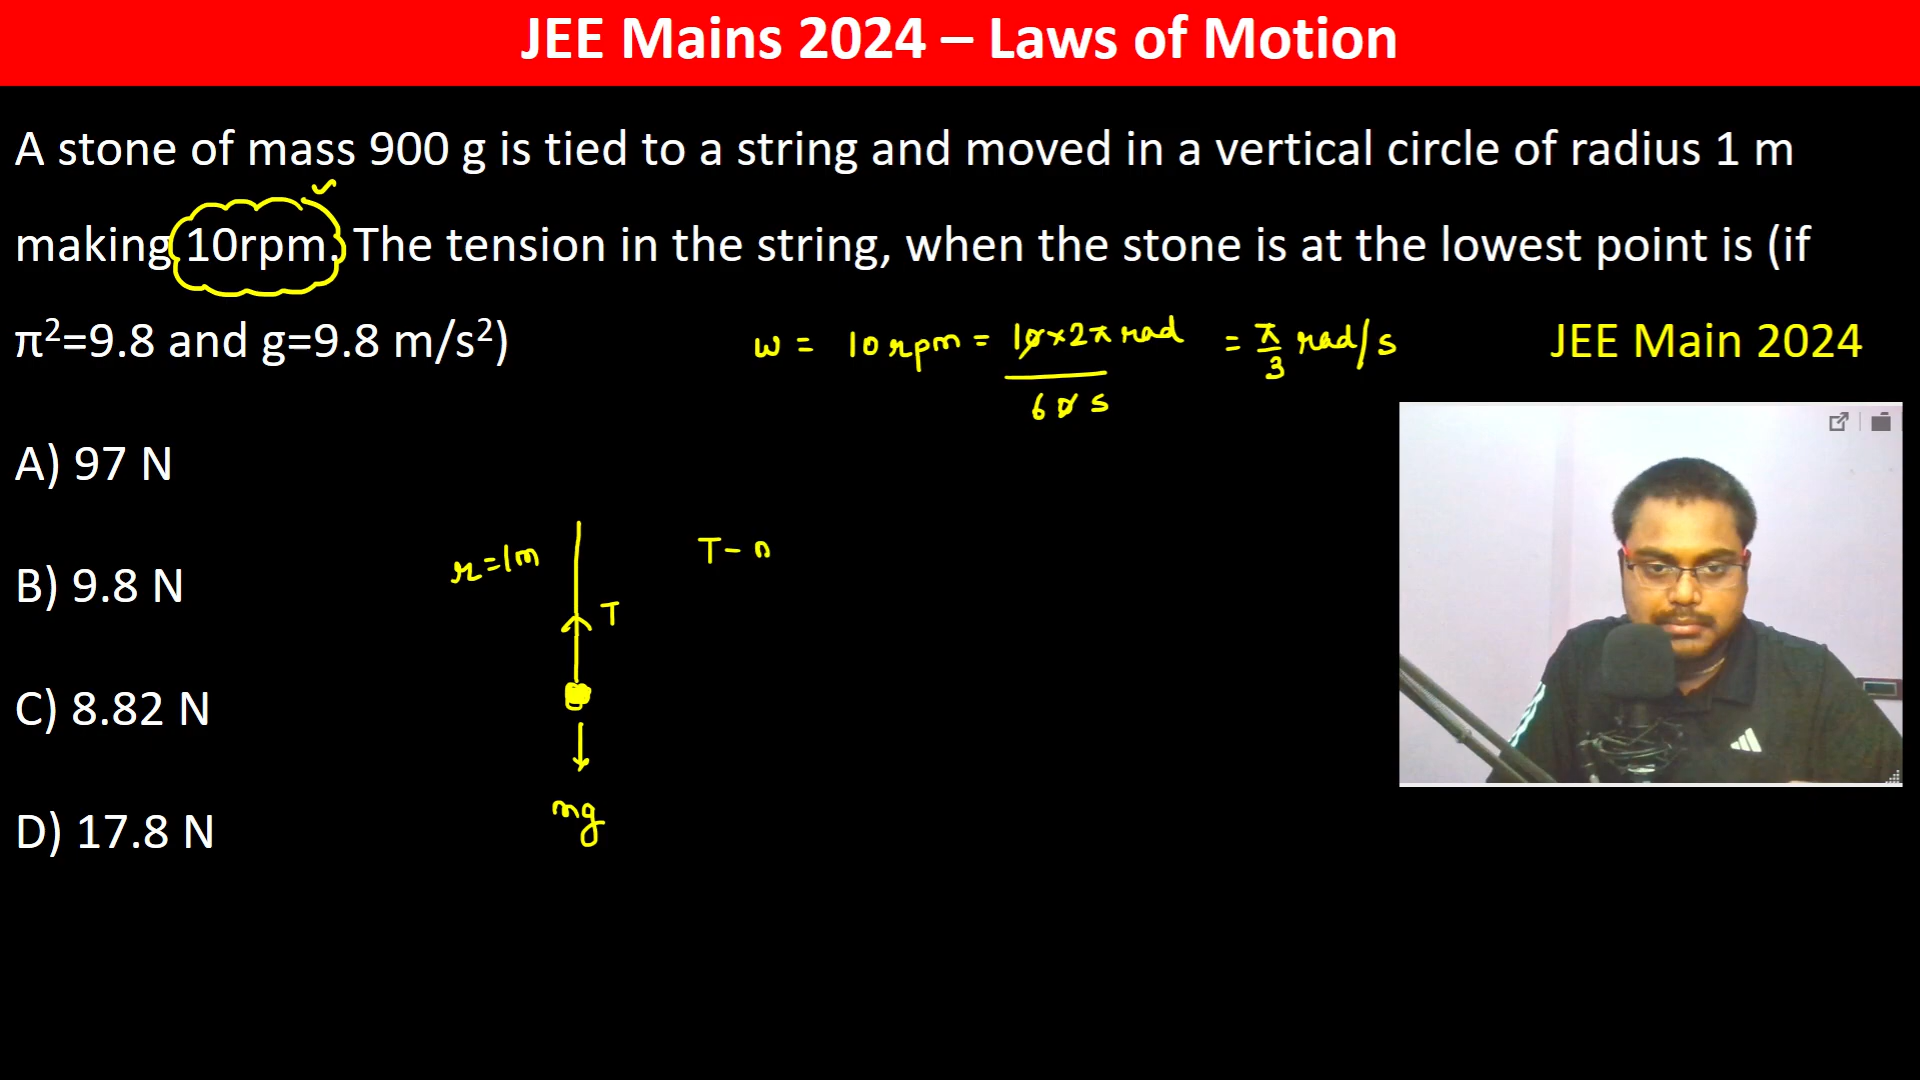 JEE Mains 2024 – Laws of Motion
A stone of mass 900 g is tied to a string and moved in a vertical circle of radius 1 m
making 10rpm. The tension in the string, when the stone is at the lowest point is (if
π²=9.8 and g=9.8 m/s²)
ω = 10 rpm = 10×2π rad / 60 s = π/3 rad/s
JEE Main 2024
A) 97 N
B) 9.8 N
C) 8.82 N
D) 17.8 N
r=1m
T
mg
T-n